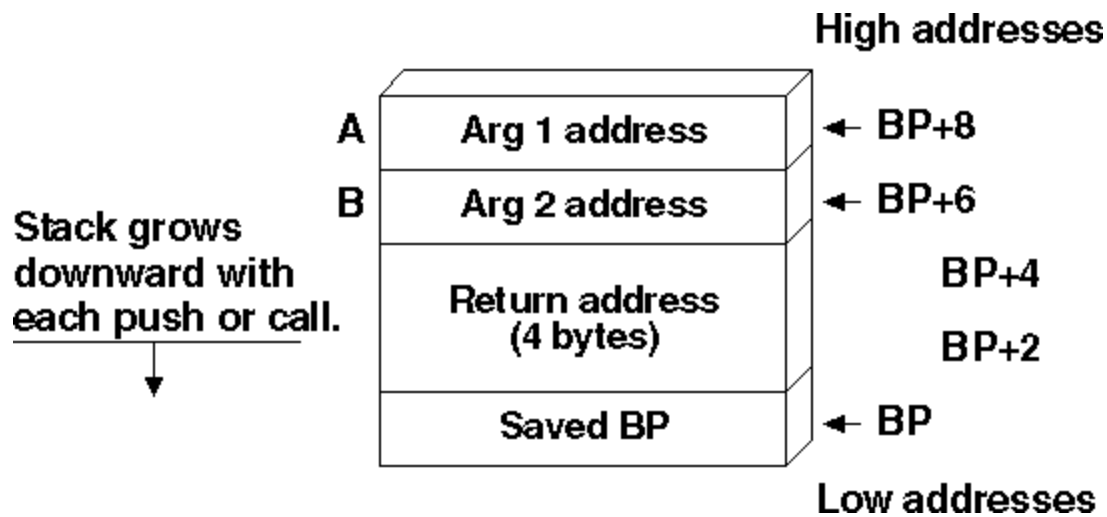 High addresses
A
Arg 1 address
BP+8
B
Arg 2 address
BP+6
Stack grows
downward with
each push or call.
Return address
(4 bytes)
BP+4
BP+2
Saved BP
BP
Low addresses